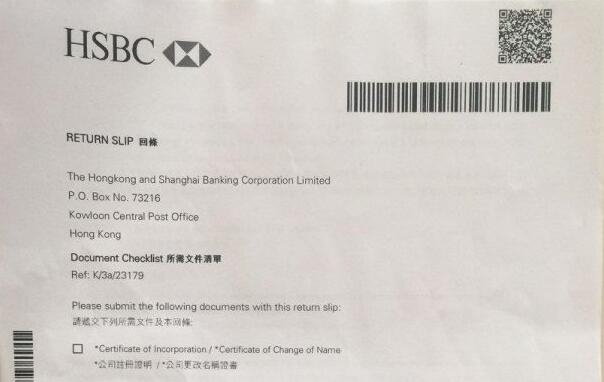 HSBC
RETURN SLIP 回條
The Hongkong and Shanghai Banking Corporation Limited
P.O. Box No. 73216
Kowloon Central Post Office
Hong Kong
Document Checklist 所需文件清單
Ref: K/3a/23179
Please submit the following documents with this return slip:
請遞交下列所需文件及本回條:
*Certificate of Incorporation / *Certificate of Change of Name
*公司註冊證明 / *公司更改名稱證書